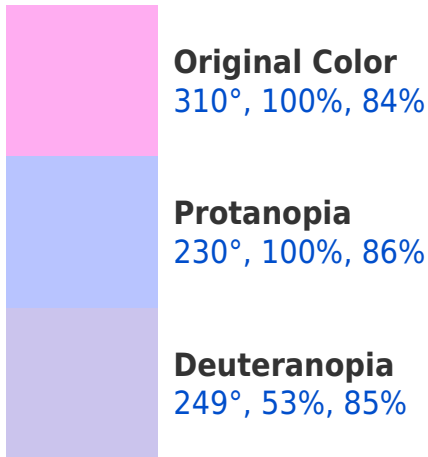 Original Color
310°, 100%, 84%
Protanopia
230°, 100%, 86%
Deuteranopia
249°, 53%, 85%